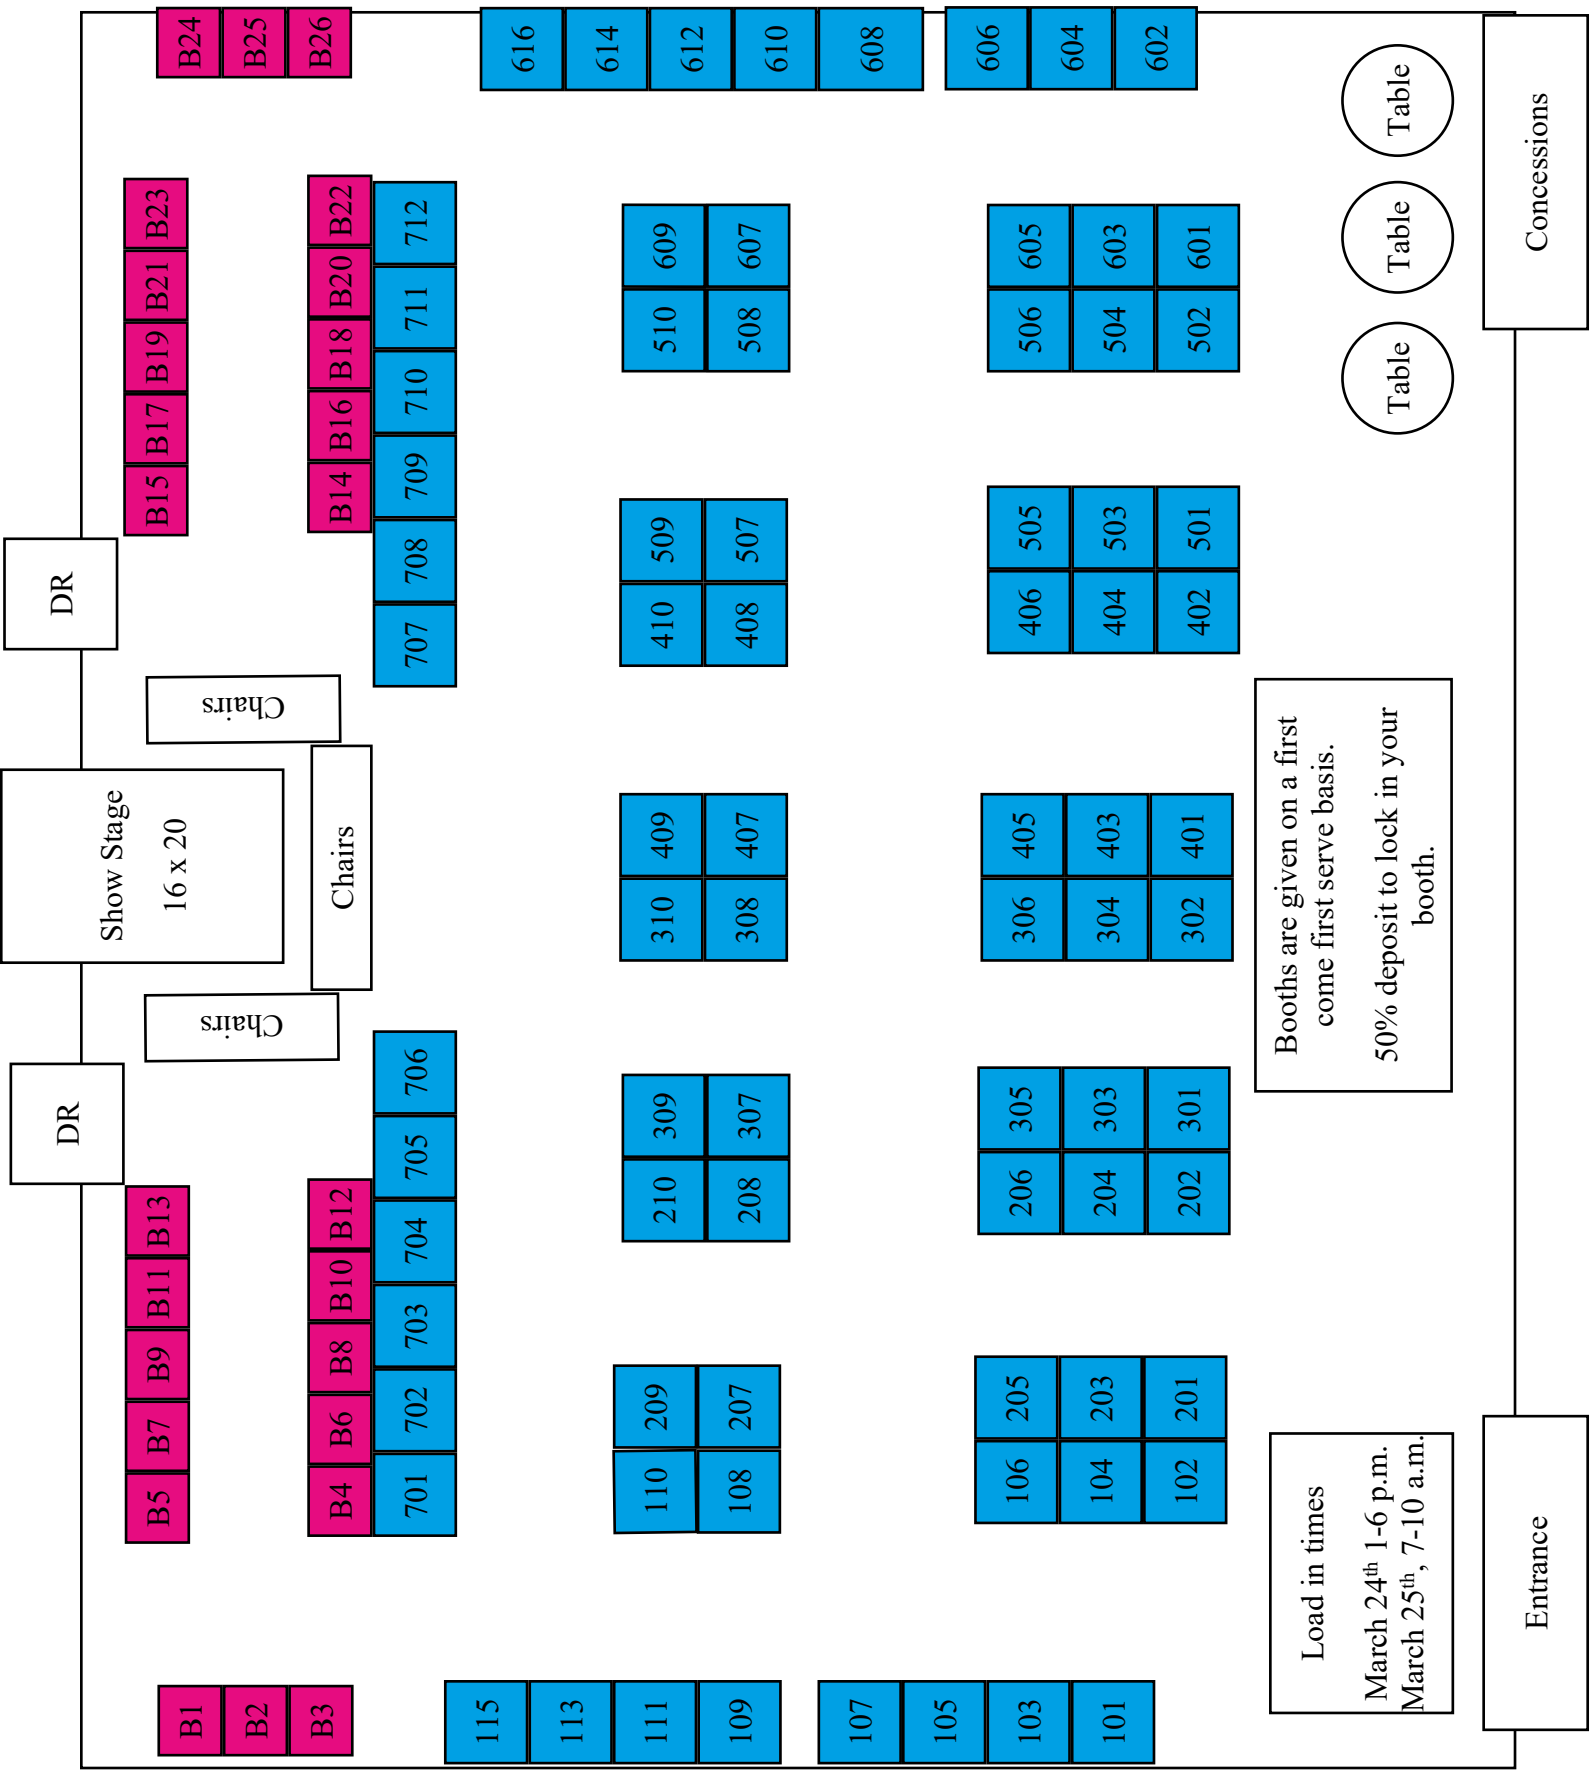 DR
DR
Show Stage
16 x 20
B5 B7 B9 B11 B13
B15 B17 B19 B21 B23
B1
B24
Chairs
Chairs
B2
B25
B3
B26
B4 B6 B8 B10 B12
Chairs
B14 B16 B18 B20 B22
701 702 703 704 705 706
707 708 709 710 711 712
115
616
113
614
111
110 209
210 309
310 409
410 509
510 609
612
109
108 207
208 307
308 407
408 507
508 607
610
107
608
105
106 205
206 305
306 405
406 505
506 605
606
103
104 203
204 303
304 403
404 503
504 603
604
101
102 201
202 301
302 401
402 501
502 601
602
Load in times
March 24th 1-6 p.m.
March 25th, 7-10 a.m.
Booths are given on a first
come first serve basis.
50% deposit to lock in your
booth.
Table
Table
Table
Entrance
Concessions